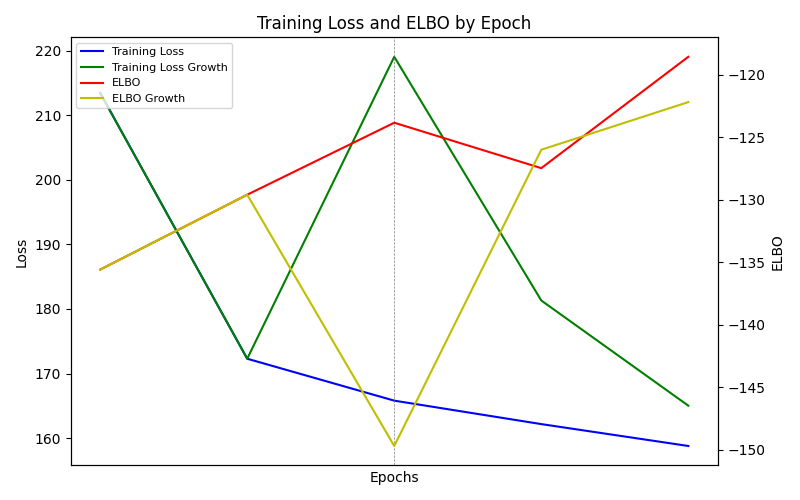 Training Loss and ELBO by Epoch
Training Loss
Training Loss Growth
ELBO
ELBO Growth
220
210
200
190
180
170
160
Loss
−120
−125
−130
−135
−140
−145
−150
ELBO
Epochs